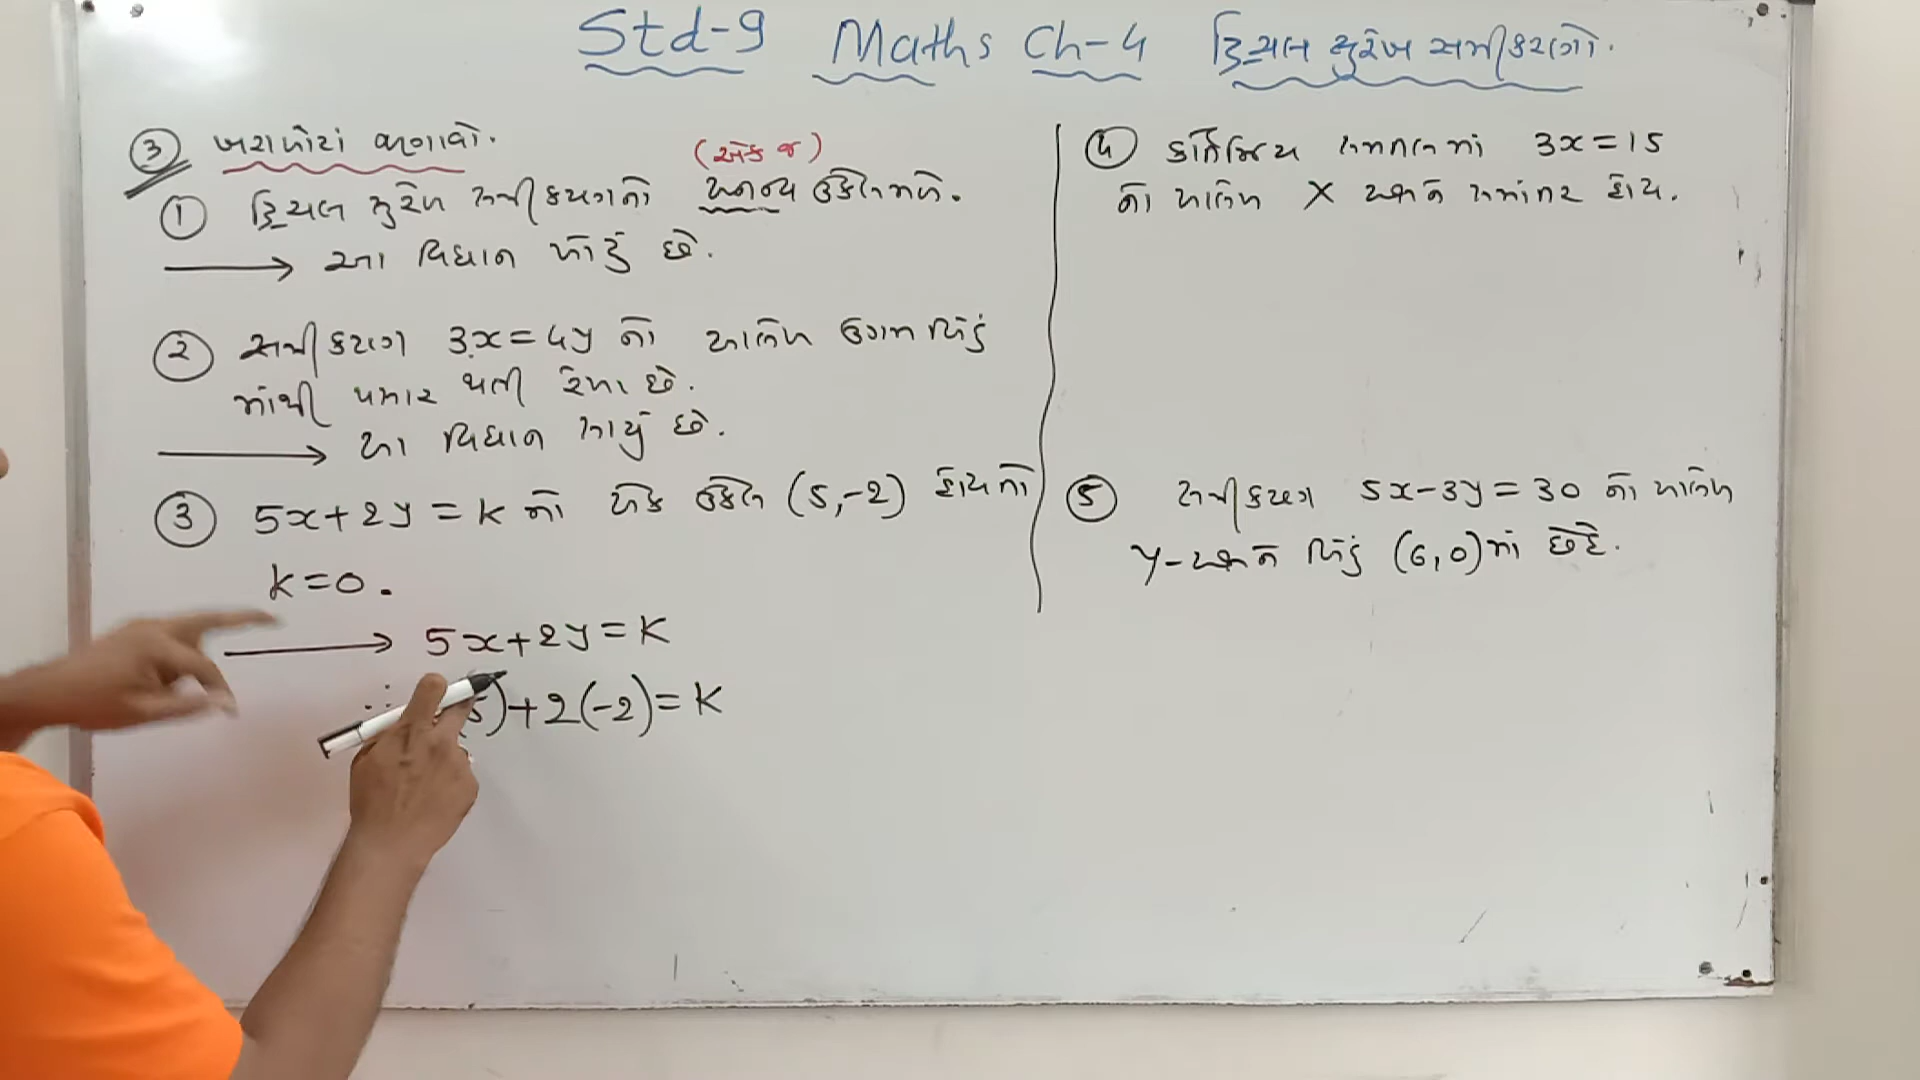 Std-9 Maths Ch-4 દ્વિચલ સુરેખ સમીકરણો.
③ ખરાખોટાં જણાવો.
(એક જ)
① દ્વિચલ સુરેખ સમીકરણનો અનન્ય ઉકેલ મળે.
→ આ વિધાન ખોટું છે.
② સમીકરણ 3x=4y નો આલેખ ઉગમબિંદુ
માંથી પસાર થતી રેખા છે.
→ આ વિધાન સાચું છે.
③ 5x+2y=k નો એક ઉકેલ (5,-2) હોય તો
k=0.
→ 5x+2y=k
5)+2(-2)=k
④ કાર્તેઝિય સમતલમાં 3x=15
નો આલેખ X અક્ષને સમાંતર હોય.
⑤ સમીકરણ 5x-3y=30 નો આલેખ
y-અક્ષને બિંદુ (6,0)માં છેદે.